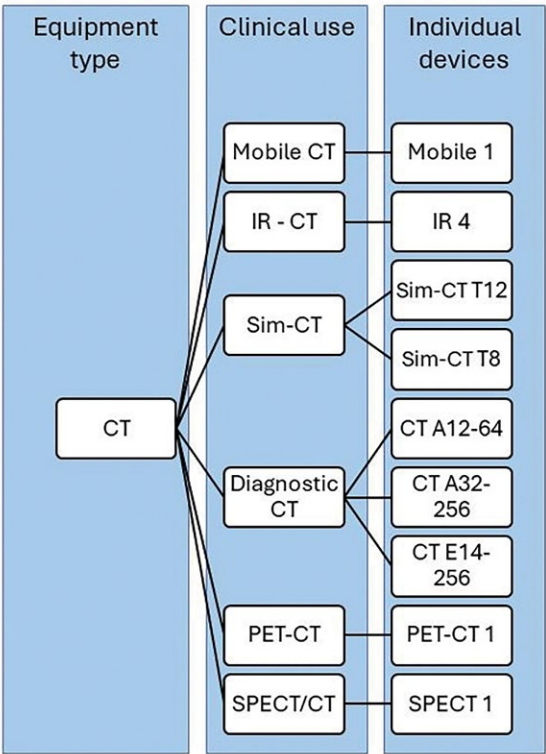 Equipment
type
Clinical use
Individual
devices
Mobile CT
Mobile 1
IR - CT
IR 4
Sim-CT
Sim-CT T12
Sim-CT T8
CT
Diagnostic
CT
CT A12-64
CT A32-
256
CT E14-
256
PET-CT
PET-CT 1
SPECT/CT
SPECT 1